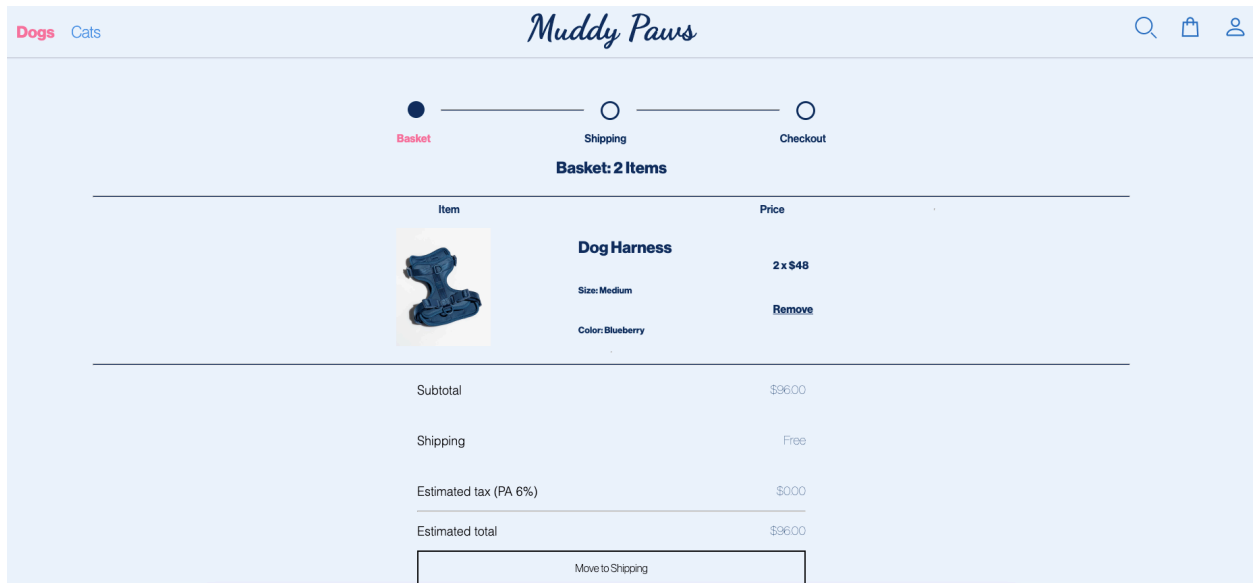 Dogs Cats Muddy Paws
Basket Shipping Checkout
Basket: 2 Items
Item Price
Dog Harness
2 x $48
Size: Medium
Remove
Color: Blueberry
Subtotal $96.00
Shipping Free
Estimated tax (PA 6%) $0.00
Estimated total $96.00
Move to Shipping